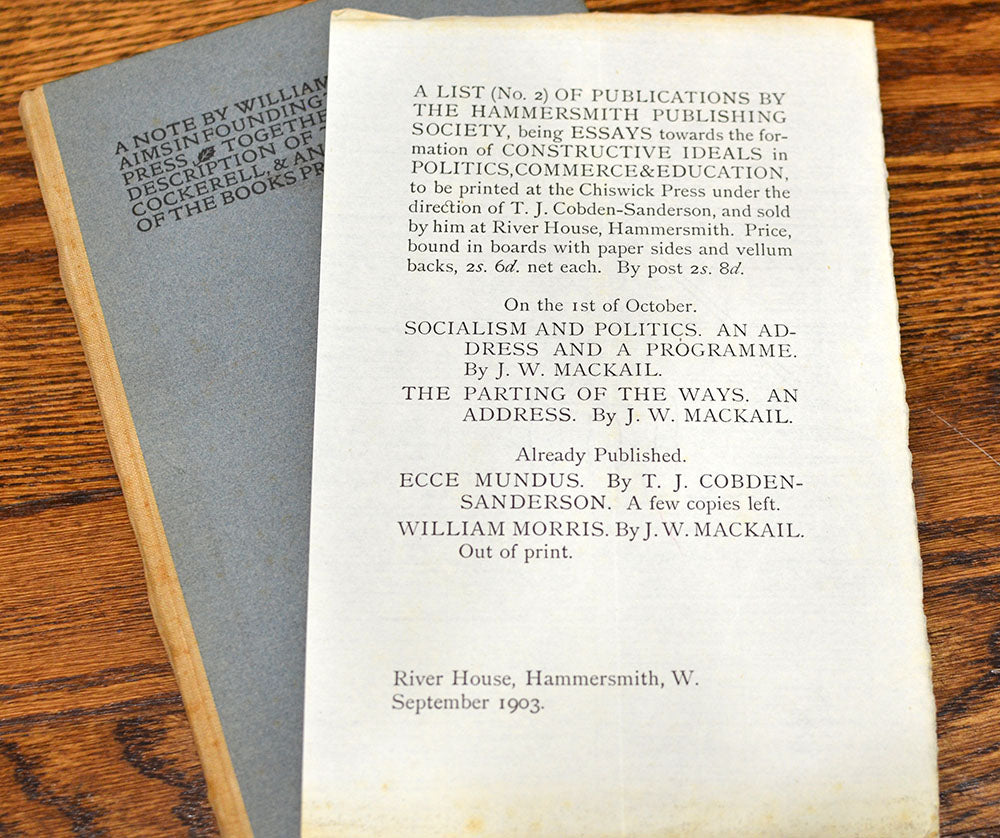 A NOTE BY WILLIAM
AIMS IN FOUNDING
PRESS, TOGETHE
DESCRIPTION OF
COCKERELL, & AN
OF THE BOOKS PR
A LIST (No. 2) OF PUBLICATIONS BY
THE HAMMERSMITH PUBLISHING
SOCIETY, being ESSAYS towards the for-
mation of CONSTRUCTIVE IDEALS in
POLITICS, COMMERCE & EDUCATION,
to be printed at the Chiswick Press under the
direction of T. J. Cobden-Sanderson, and sold
by him at River House, Hammersmith. Price,
bound in boards with paper sides and vellum
backs, 2s. 6d. net each. By post 2s. 8d.
On the 1st of October.
SOCIALISM AND POLITICS. AN AD-
DRESS AND A PROGRAMME.
By J. W. MACKAIL.
THE PARTING OF THE WAYS. AN
ADDRESS. By J. W. MACKAIL.
Already Published.
ECCE MUNDUS. By T. J. COBDEN-
SANDERSON. A few copies left.
WILLIAM MORRIS. By J. W. MACKAIL.
Out of print.
River House, Hammersmith, W.
September 1903.